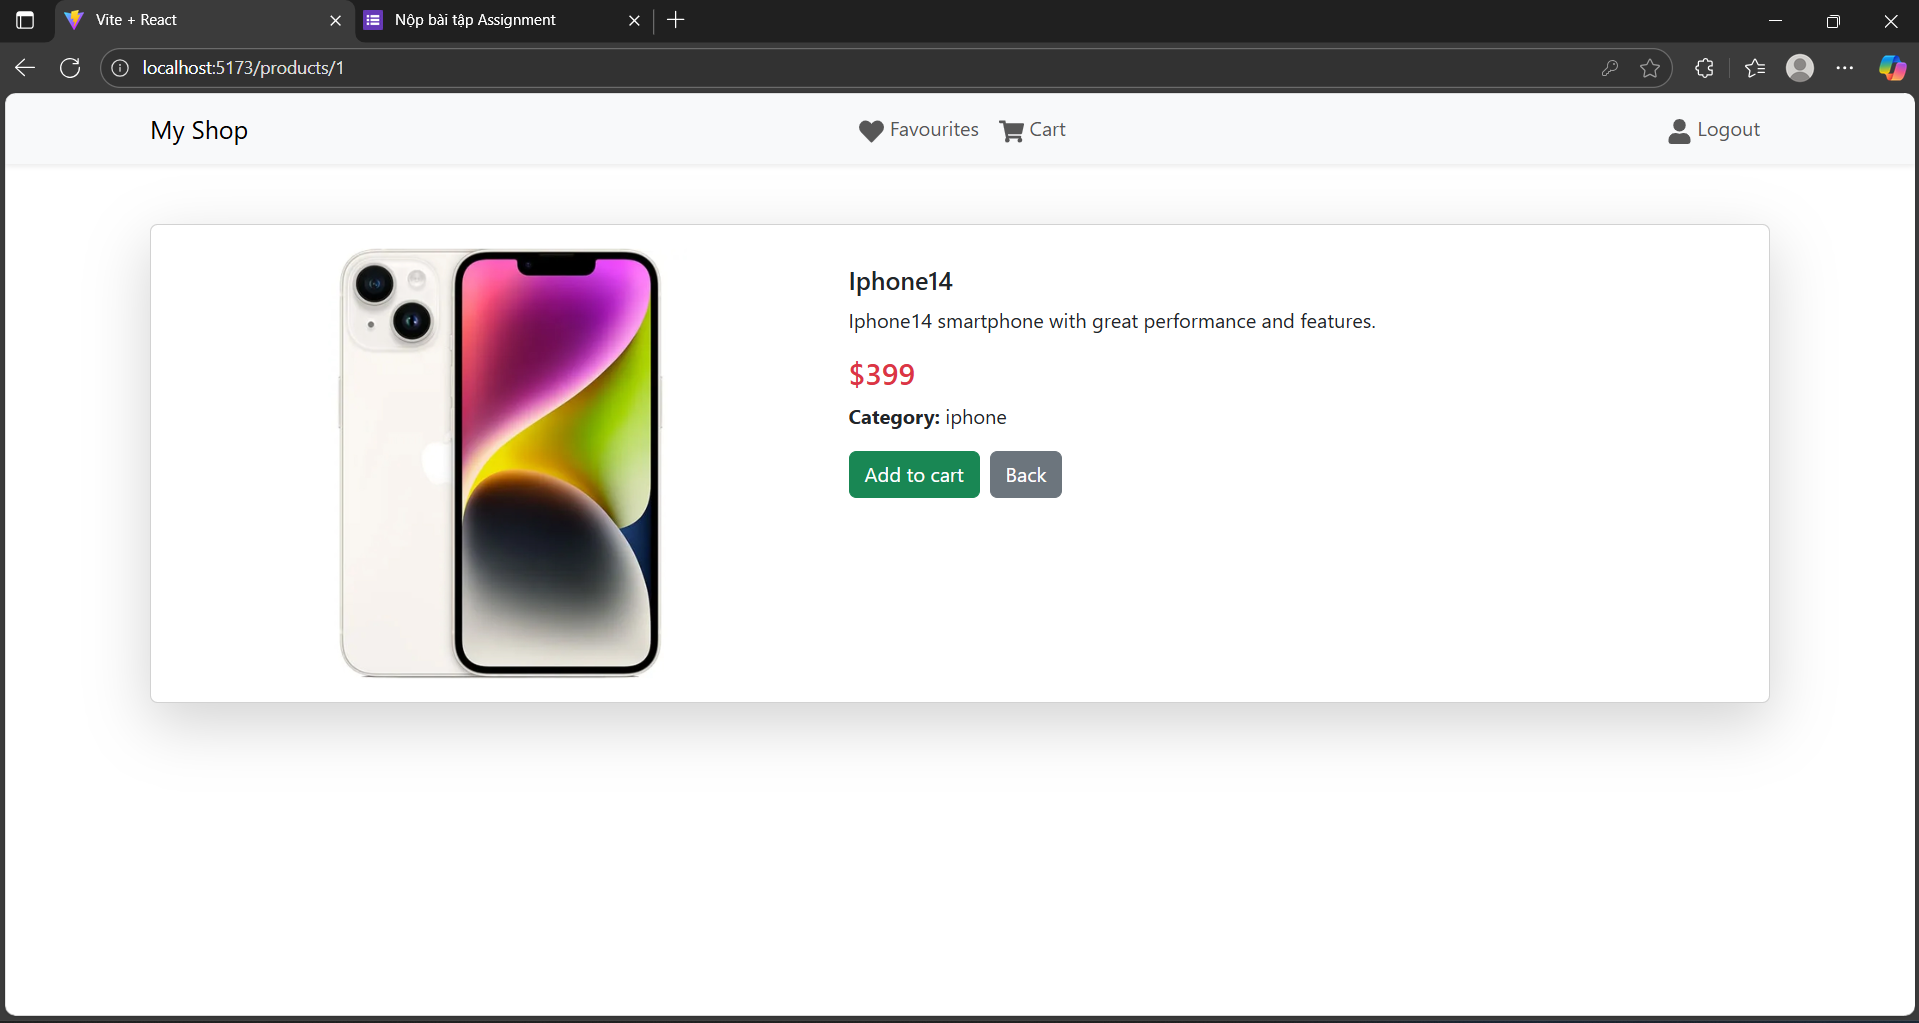 Vite + React
Nộp bài tập Assignment
localhost:5173/products/1
My Shop
Favourites
Cart
Logout
Iphone14
Iphone14 smartphone with great performance and features.
$399
Category: iphone
Add to cart
Back